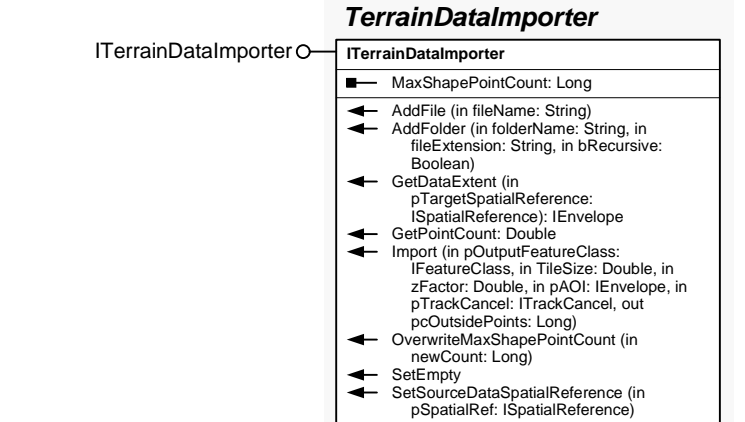 TerrainDataImporter
ITerrainDataImporter
ITerrainDataImporter
MaxShapePointCount: Long
AddFile (in fileName: String)
AddFolder (in folderName: String, in
fileExtension: String, in bRecursive:
Boolean)
GetDataExtent (in
pTargetSpatialReference:
ISpatialReference): IEnvelope
GetPointCount: Double
Import (in pOutputFeatureClass:
IFeatureClass, in TileSize: Double, in
zFactor: Double, in pAOI: IEnvelope, in
pTrackCancel: ITrackCancel, out
pcOutsidePoints: Long)
OverwriteMaxShapePointCount (in
newCount: Long)
SetEmpty
SetSourceDataSpatialReference (in
pSpatialRef: ISpatialReference)